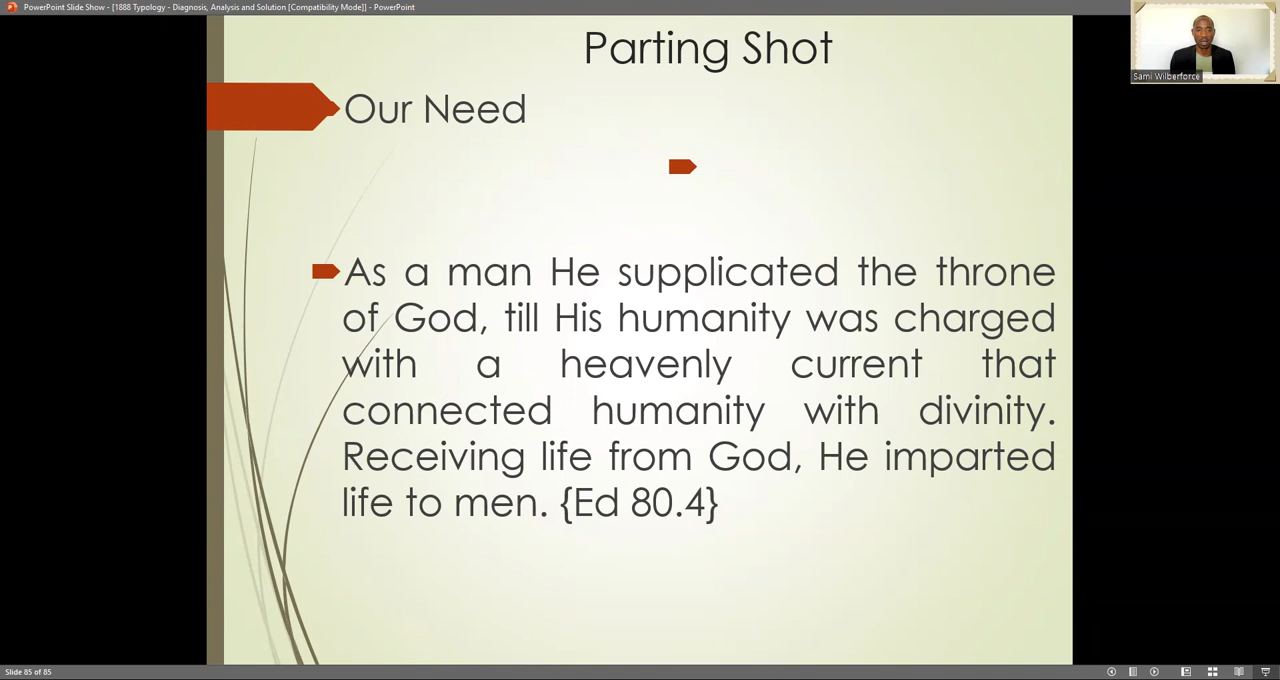 PowerPoint Slide Show - [1888 Typology - Diagnosis, Analysis and Solution [Compatibility Mode]] - PowerPoint
Sami Wilberforce
Parting Shot
Our Need
As a man He supplicated the throne
of God, till His humanity was charged
with a heavenly current that
connected humanity with divinity.
Receiving life from God, He imparted
life to men. {Ed 80.4}
Slide 85 of 85